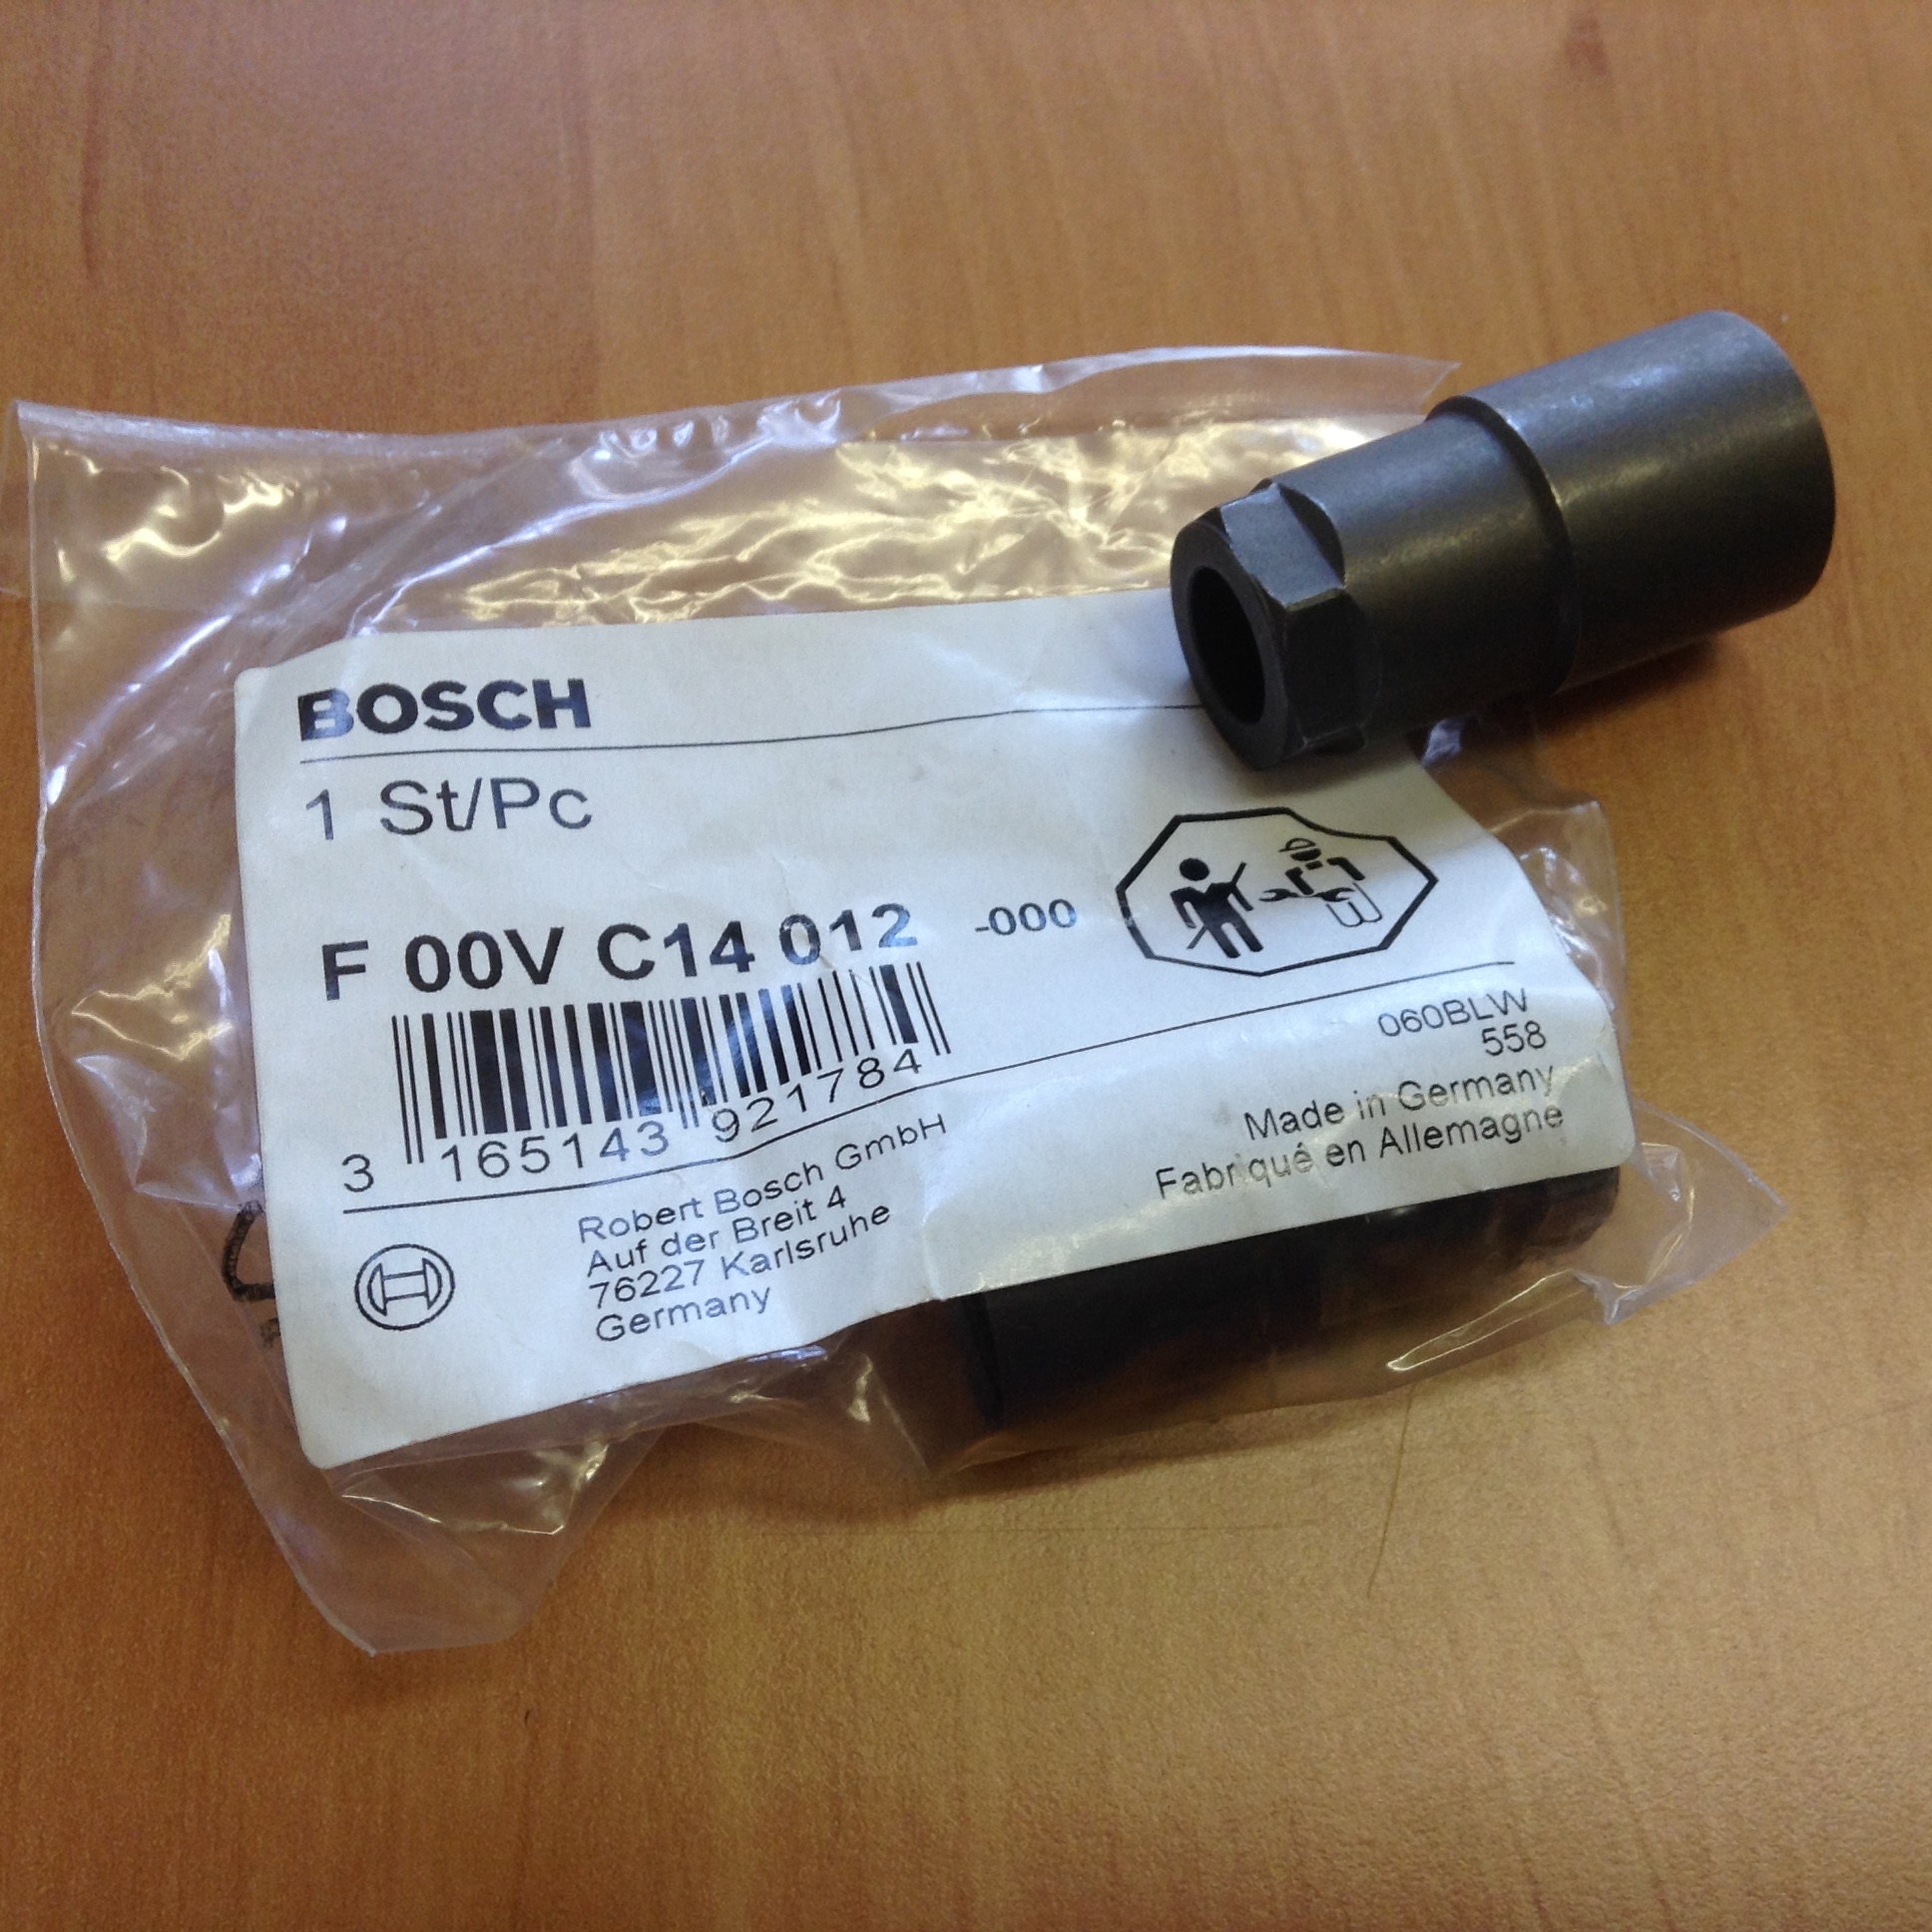 BOSCH
1 St/Pc
F 00V C14 012 -000
3 165143 921784
060BLW
558
Made in Germany
Fabriqué en Allemagne
Robert Bosch GmbH
Auf der Breit 4
76227 Karlsruhe
Germany